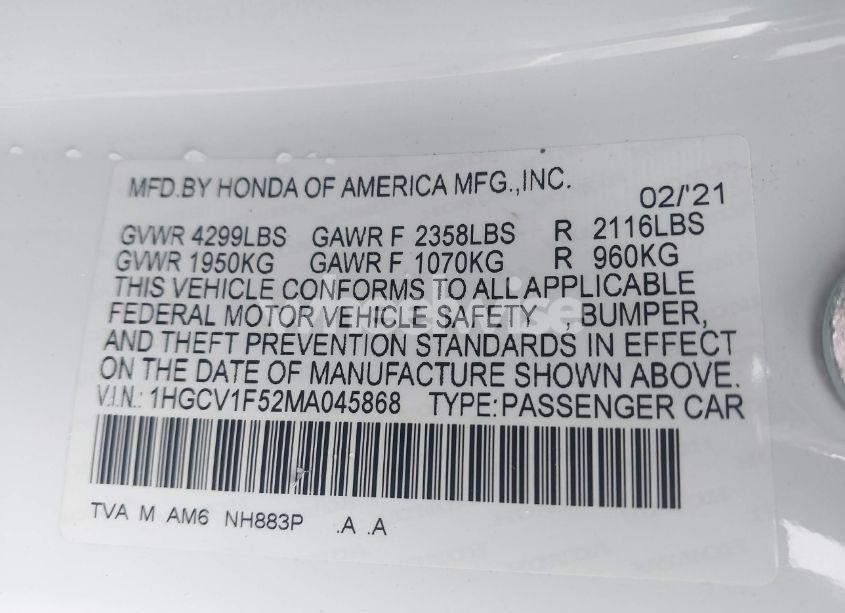 MFD.BY HONDA OF AMERICA MFG.,INC. 02/'21
GVWR 4299LBS GAWR F 2358LBS R 2116LBS
GVWR 1950KG GAWR F 1070KG R 960KG
THIS VEHICLE CONFORMS TO ALL APPLICABLE
FEDERAL MOTOR VEHICLE SAFETY , BUMPER,
AND THEFT PREVENTION STANDARDS IN EFFECT
ON THE DATE OF MANUFACTURE SHOWN ABOVE.
V.I.N.: 1HGCV1F52MA045868 TYPE:PASSENGER CAR
TVA M AM6 NH883P .A .A